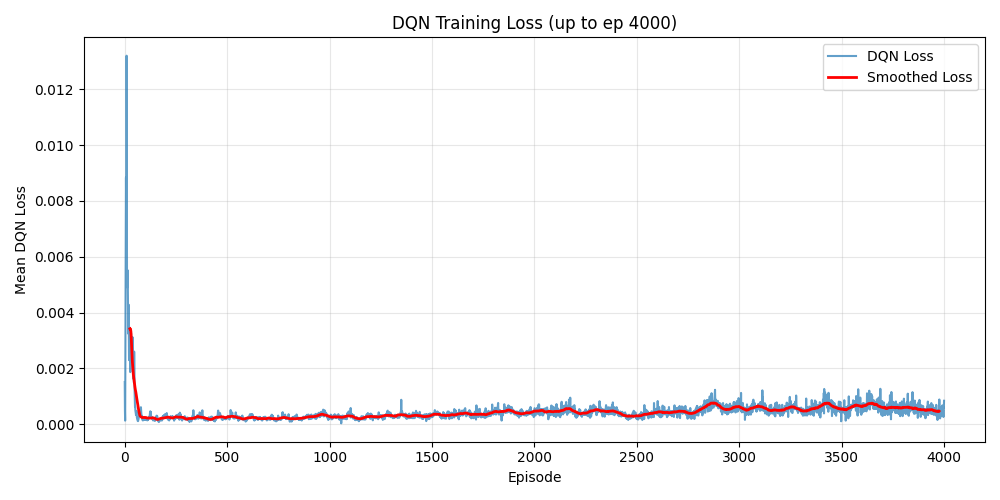 DQN Training Loss (up to ep 4000)
DQN Loss
Smoothed Loss
Mean DQN Loss
0.012
0.010
0.008
0.006
0.004
0.002
0.000
0 500 1000 1500 2000 2500 3000 3500 4000
Episode